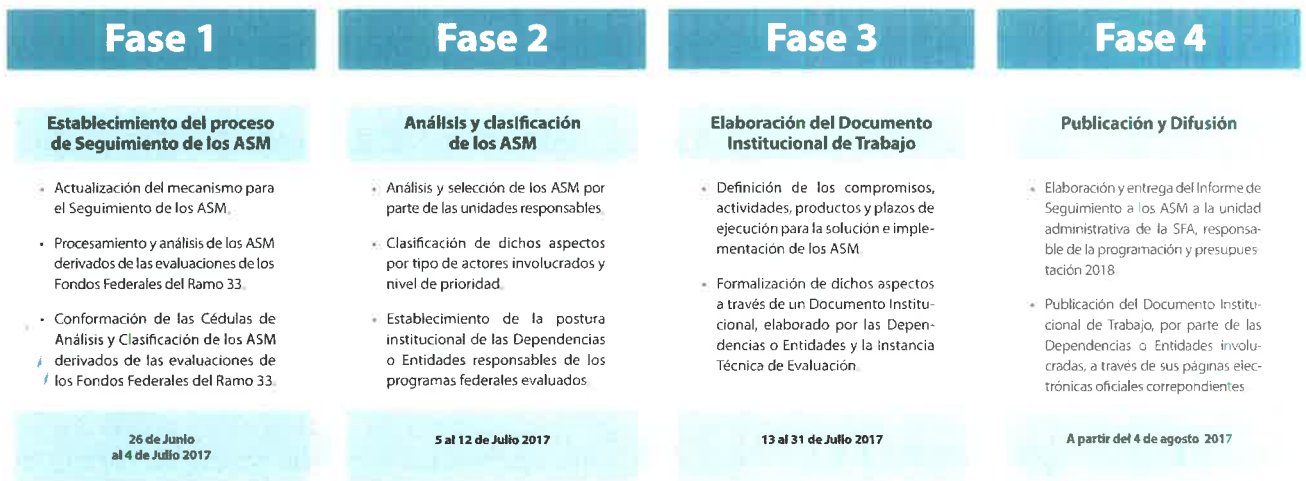 Fase 1
Establecimiento del proceso
de Seguimiento de los ASM
• Actualización del mecanismo para
el Seguimiento de los ASM.
• Procesamiento y análisis de los ASM
derivados de las evaluaciones de los
Fondos Federales del Ramo 33.
• Conformación de las Cédulas de
Análisis y Clasificación de los ASM
derivados de las evaluaciones de
los Fondos Federales del Ramo 33.
26 de Junio
al 4 de Julio 2017
Fase 2
Análisis y clasificación
de los ASM
• Análisis y selección de los ASM por
parte de las unidades responsables.
• Clasificación de dichos aspectos
por tipo de actores involucrados y
nivel de prioridad.
• Establecimiento de la postura
institucional de las Dependencias
o Entidades responsables de los
programas federales evaluados.
5 al 12 de Julio 2017
Fase 3
Elaboración del Documento
Institucional de Trabajo
• Definición de los compromisos,
actividades, productos y plazos de
ejecución para la solución e imple-
mentación de los ASM.
• Formalización de dichos aspectos
a través de un Documento Institu-
cional, elaborado por las Depen-
dencias o Entidades y la Instancia
Técnica de Evaluación.
13 al 31 de Julio 2017
Fase 4
Publicación y Difusión
• Elaboración y entrega del Informe de
Seguimiento a los ASM a la unidad
administrativa de la SFA, responsa-
ble de la programación y presupues-
tación 2018.
• Publicación del Documento Institu-
cional de Trabajo, por parte de las
Dependencias o Entidades involu-
cradas, a través de sus páginas elec-
trónicas oficiales correpondientes.
A partir del 4 de agosto 2017